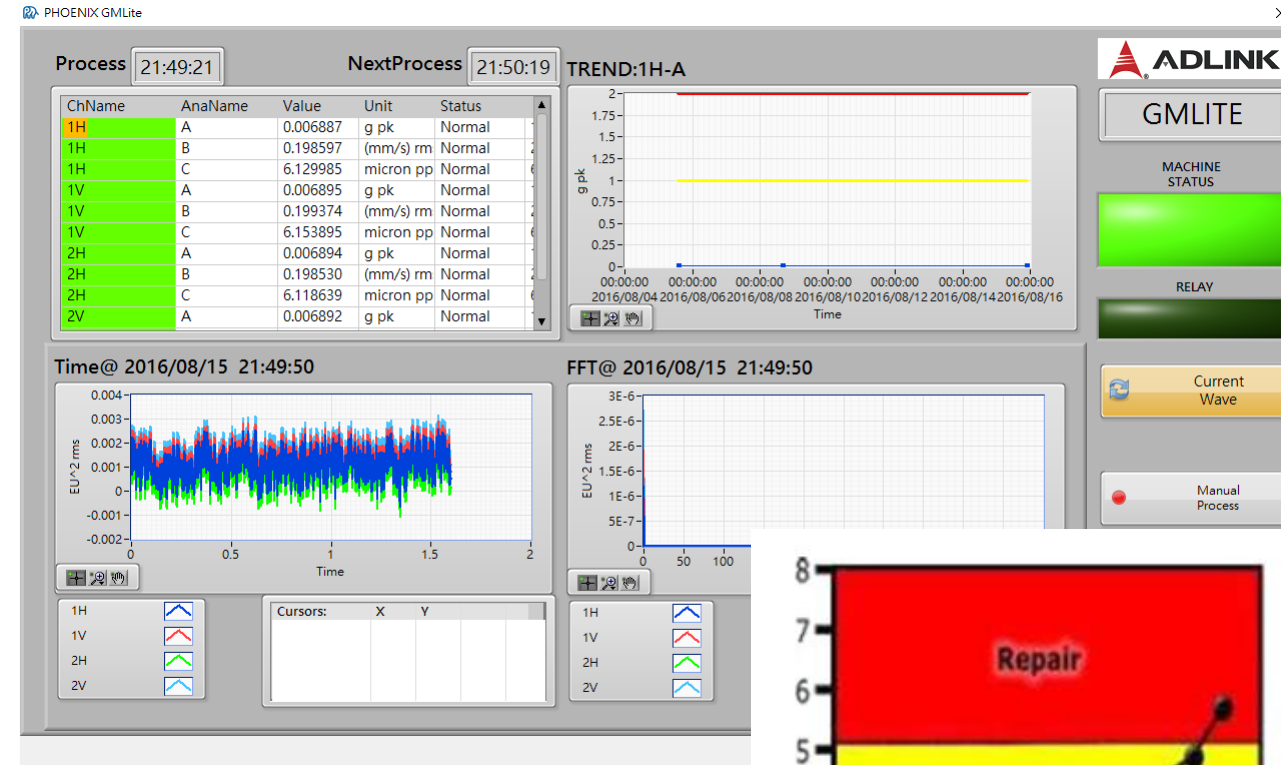 PHOENIX GMLite
Process 21:49:21 NextProcess 21:50:19
ChName AnaName Value Unit Status
1H A 0.006887 g pk Normal
1H B 0.198597 (mm/s) rm Normal
1H C 6.129985 micron pp Normal
1V A 0.006895 g pk Normal
1V B 0.199374 (mm/s) rm Normal
1V C 6.153895 micron pp Normal
2H A 0.006894 g pk Normal
2H B 0.198530 (mm/s) rm Normal
2H C 6.118639 micron pp Normal
2V A 0.006892 g pk Normal
TREND:1H-A
2
1.75
1.5
1.25
1
0.75
0.5
0.25
0
g pk
00:00:00 00:00:00 00:00:00 00:00:00 00:00:00 00:00:00 00:00:00
2016/08/04 2016/08/06 2016/08/08 2016/08/10 2016/08/12 2016/08/14 2016/08/16
Time
ADLINK
GMLITE
MACHINE
STATUS
RELAY
Current
Wave
Manual
Process
Time@ 2016/08/15 21:49:50
0.004
0.003
0.002
0.001
0
-0.001
-0.002
EU^2 rms
0 0.5 1 1.5 2
Time
1H
1V
2H
2V
Cursors: X Y
FFT@ 2016/08/15 21:49:50
3E-6
2.5E-6
2E-6
1.5E-6
1E-6
5E-7
0
EU^2 rms
0 50 100
1H
1V
2H
2V
8
7
6
5
Repair